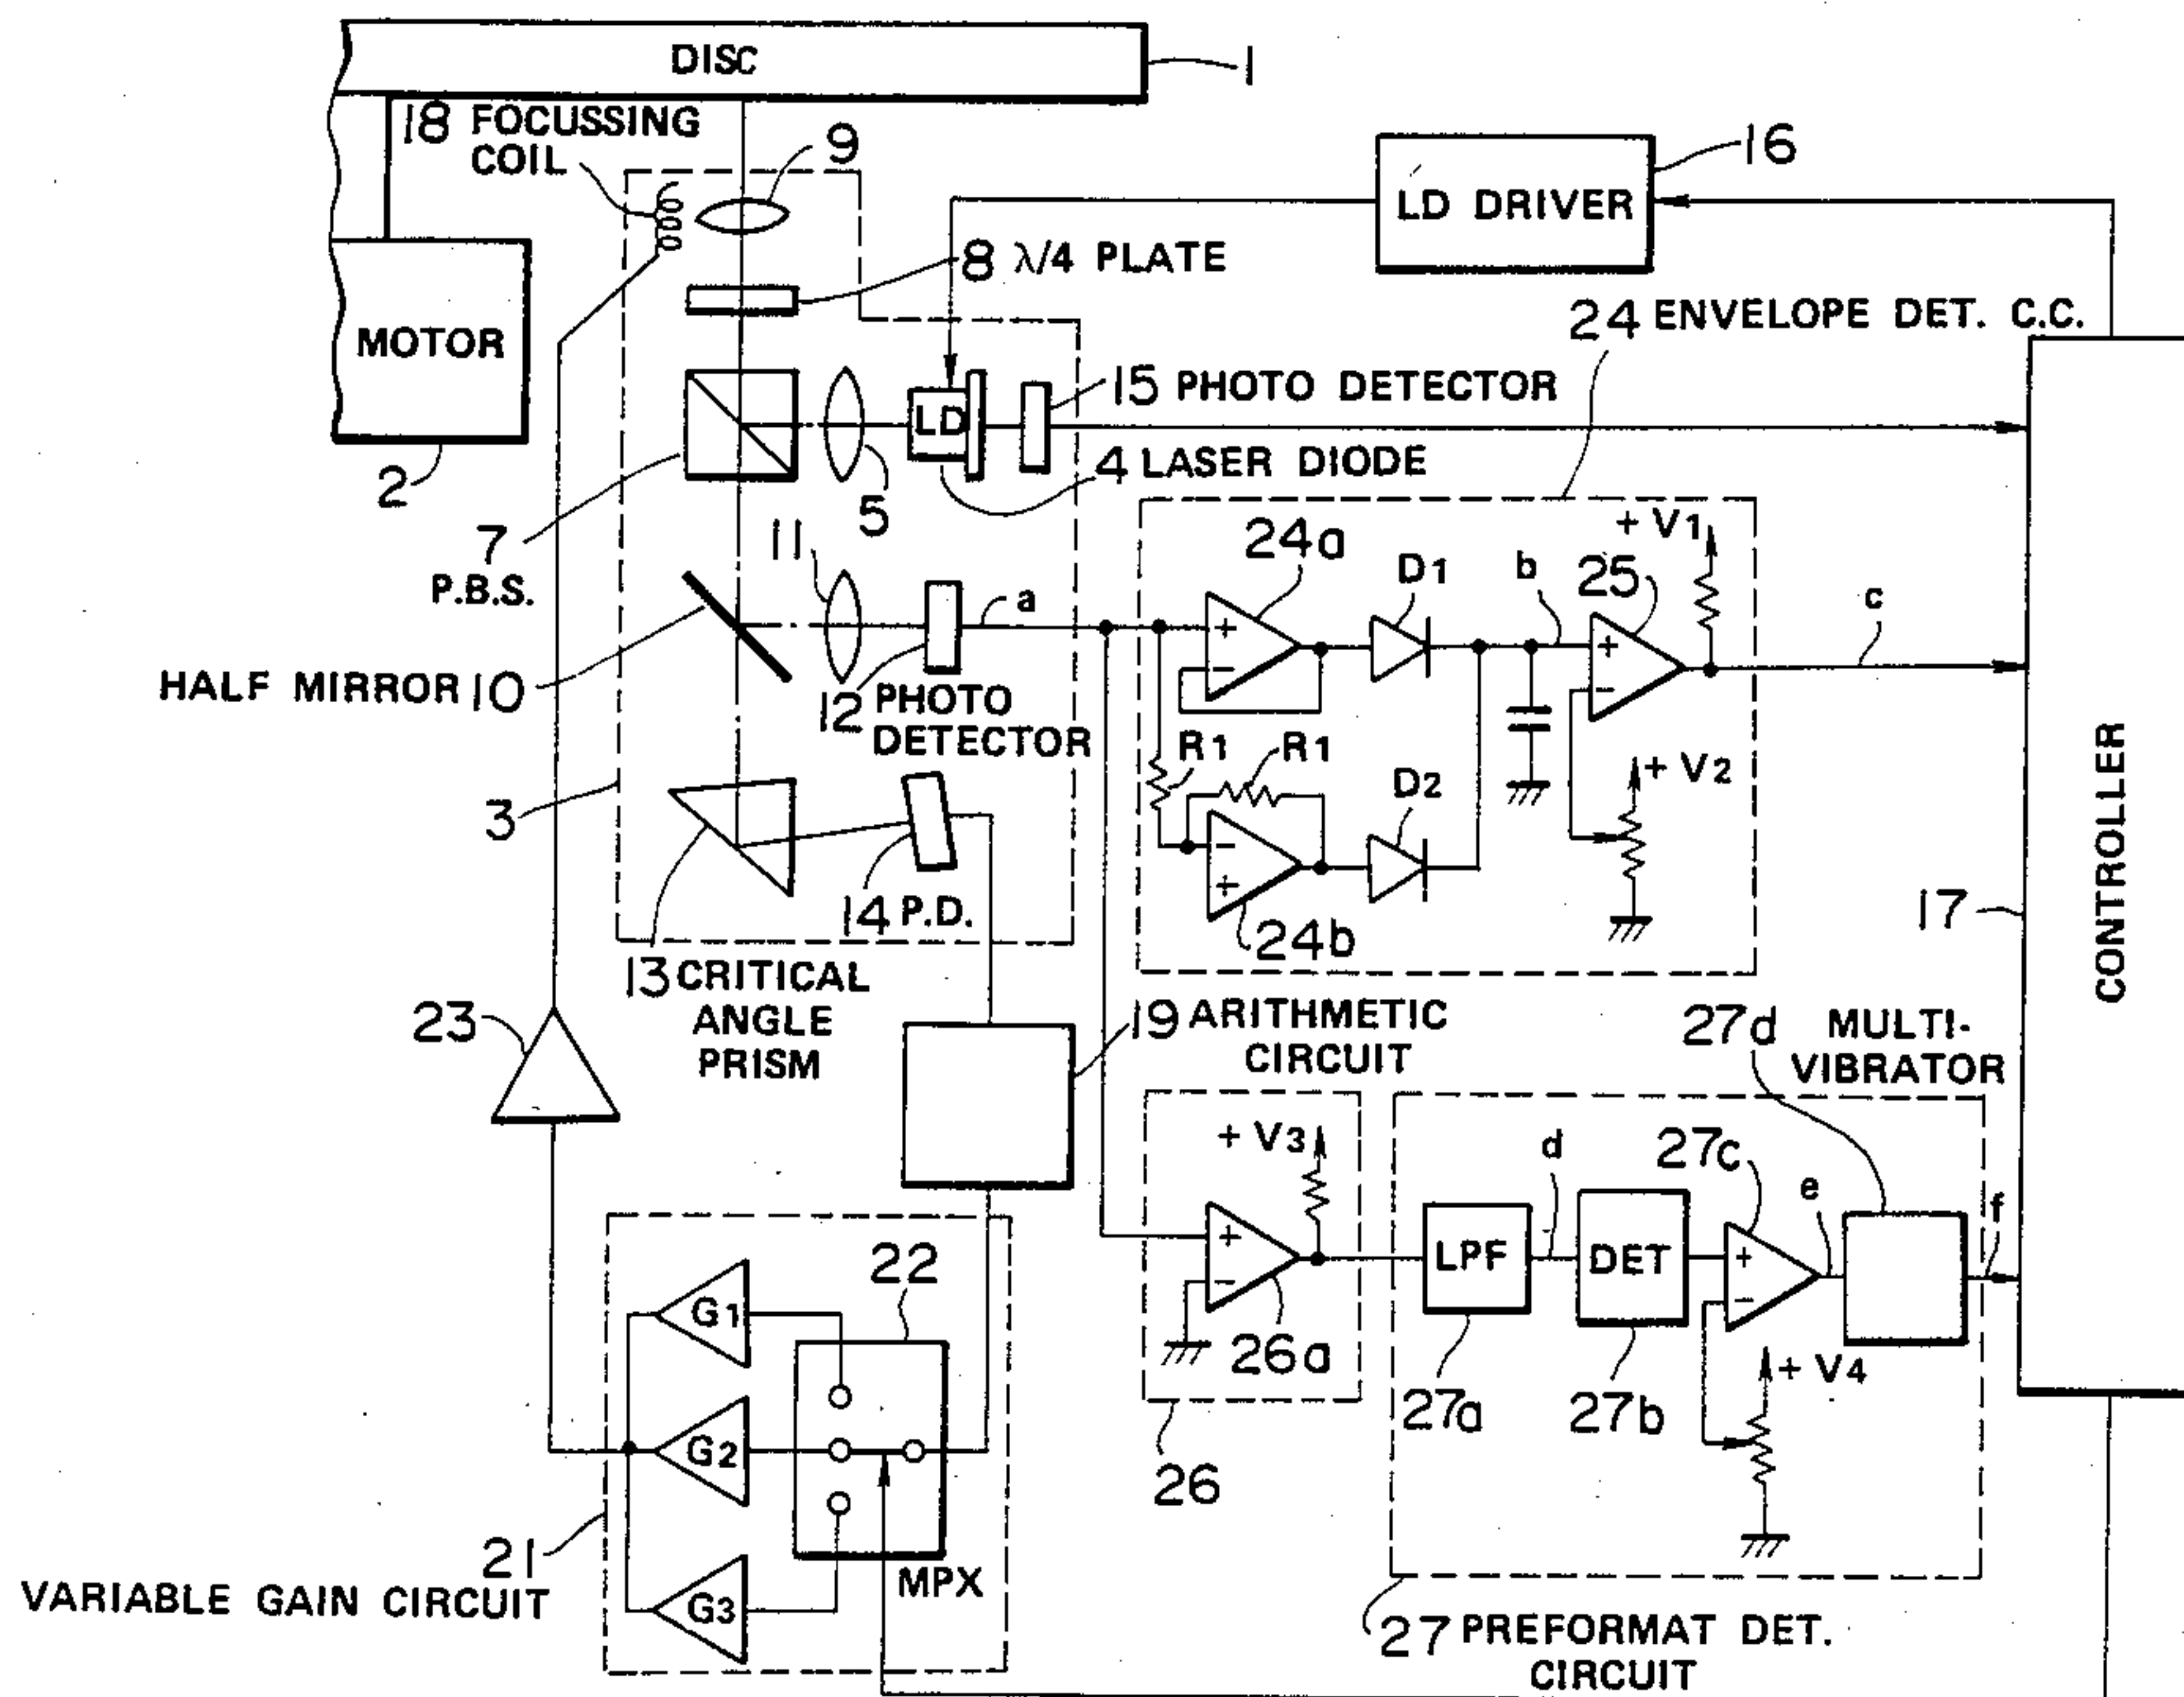 DISC
1
18 FOCUSSING
COIL
9
16
LD DRIVER
8 λ/4 PLATE
24 ENVELOPE DET. C.C.
MOTOR
2
LD
15 PHOTO DETECTOR
4 LASER DIODE
5
7
P.B.S.
11
a
24a
D1
b
25
+ V1
c
HALF MIRROR 10
12 PHOTO
DETECTOR
+
-
+
-
R1
R1
D2
+ V2
3
-
+
14 P.D.
24b
17
CONTROLLER
13 CRITICAL
ANGLE
PRISM
23
19 ARITHMETIC
CIRCUIT
27d MULTI-
VIBRATOR
+ V3
d
27c
e
f
22
+
-
LPF
DET
+
-
G1
26a
27a
27b
+ V4
G2
26
21
VARIABLE GAIN CIRCUIT
MPX
G3
27 PREFORMAT DET.
CIRCUIT